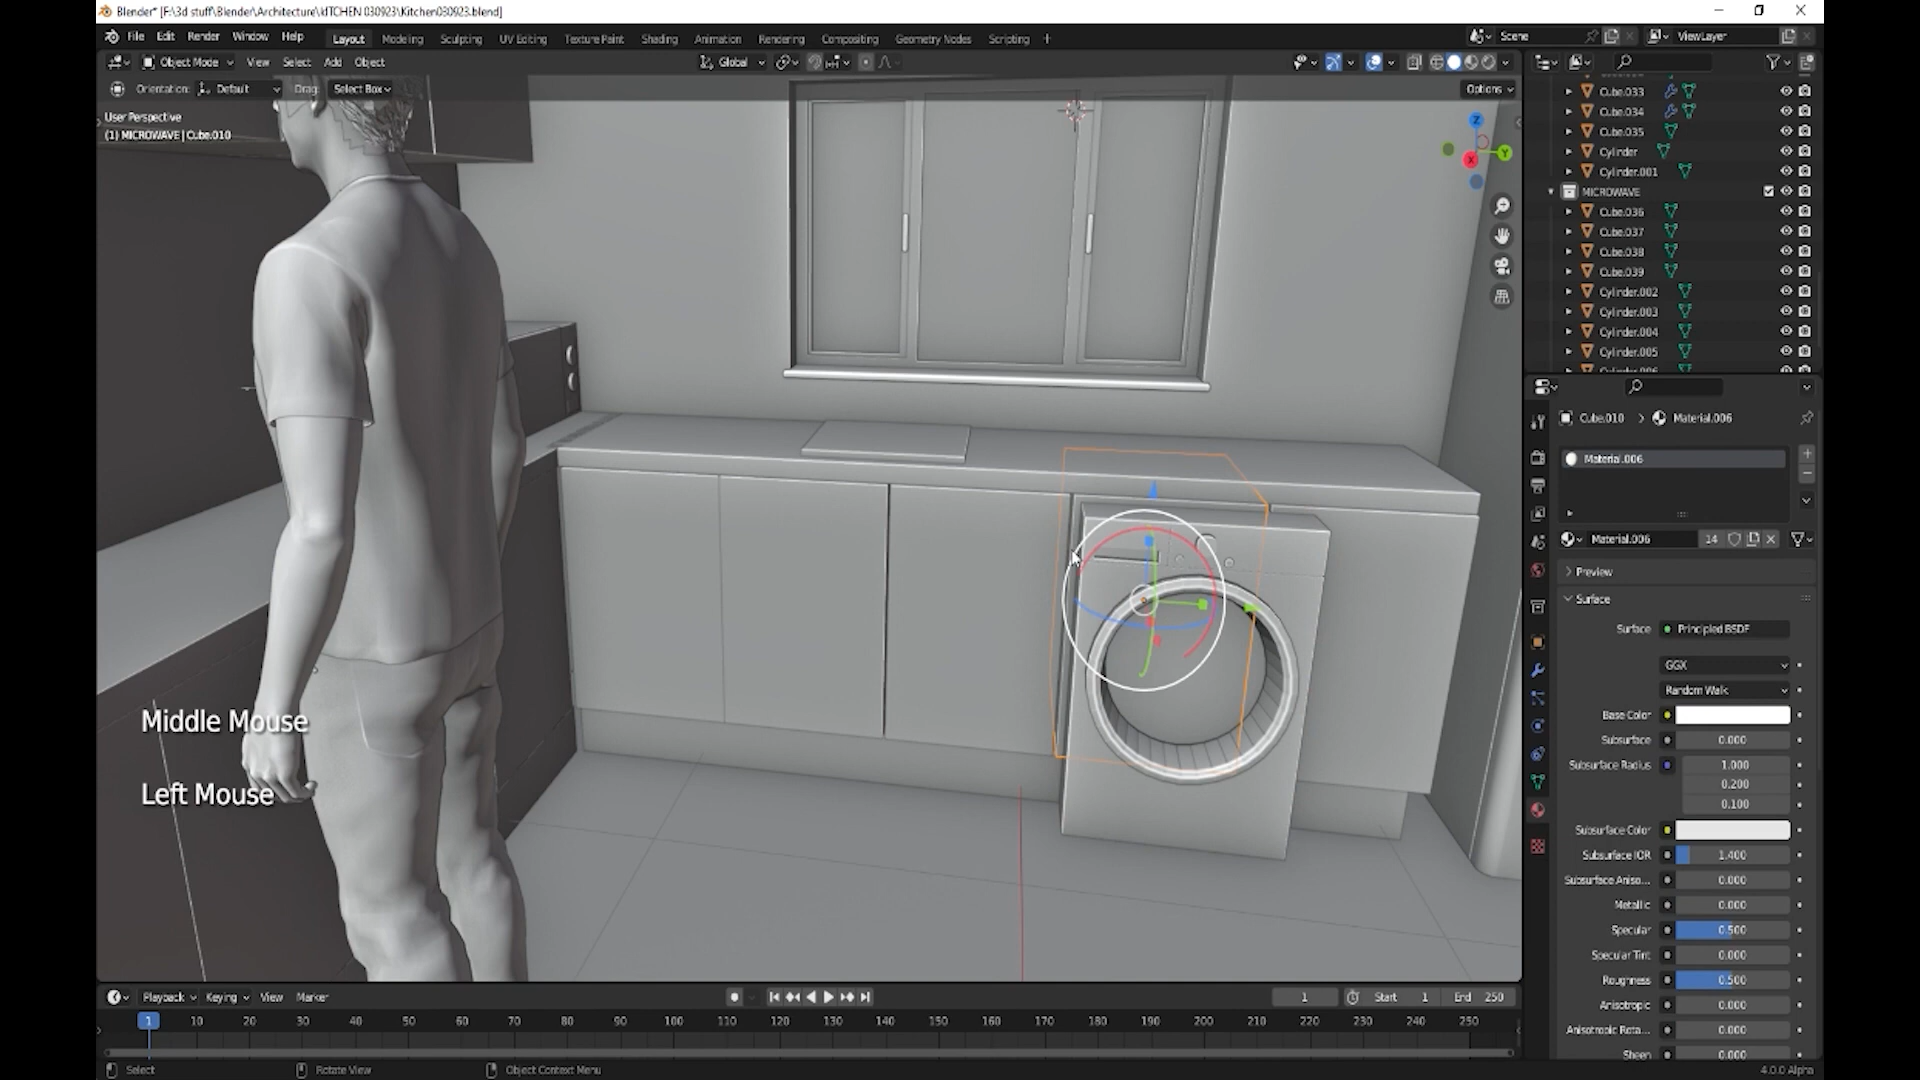 Blender* [F:\3d stuff\Blender\Architecture\kITCHEN 030923\Kitchen030923.blend]
File Edit Render Window Help Layout Modeling Sculpting UV Editing Texture Paint Shading Animation Rendering Compositing Geometry Nodes Scripting + Scene ViewLayer
Object Mode View Select Add Object Global
Orientation: Default Drag: Select Box Options
User Perspective
(1) MICROWAVE | Cube.010
Z
Y
X
Cube.033
Cube.034
Cube.035
Cylinder
Cylinder.001
MICROWAVE
Cube.036
Cube.037
Cube.038
Cube.039
Cylinder.002
Cylinder.003
Cylinder.004
Cylinder.005
Cube.010 > Material.006
Material.006
Material.006 14
Preview
Surface
Surface Principled BSDF
GGX
Random Walk
Base Color
Subsurface 0.000
Subsurface Radius 1.000
0.200
0.100
Subsurface Color
Subsurface IOR 1.400
Subsurface Aniso... 0.000
Metallic 0.000
Specular 0.500
Specular Tint 0.000
Roughness 0.500
Anisotropic 0.000
Anisotropic Rota... 0.000
Sheen 0.000
Middle Mouse
Left Mouse
Playback Keying View Marker 1 Start 1 End 250
1 10 20 30 40 50 60 70 80 90 100 110 120 130 140 150 160 170 180 190 200 210 220 230 240 250
Select Rotate View Object Context Menu 4.0.0 Alpha